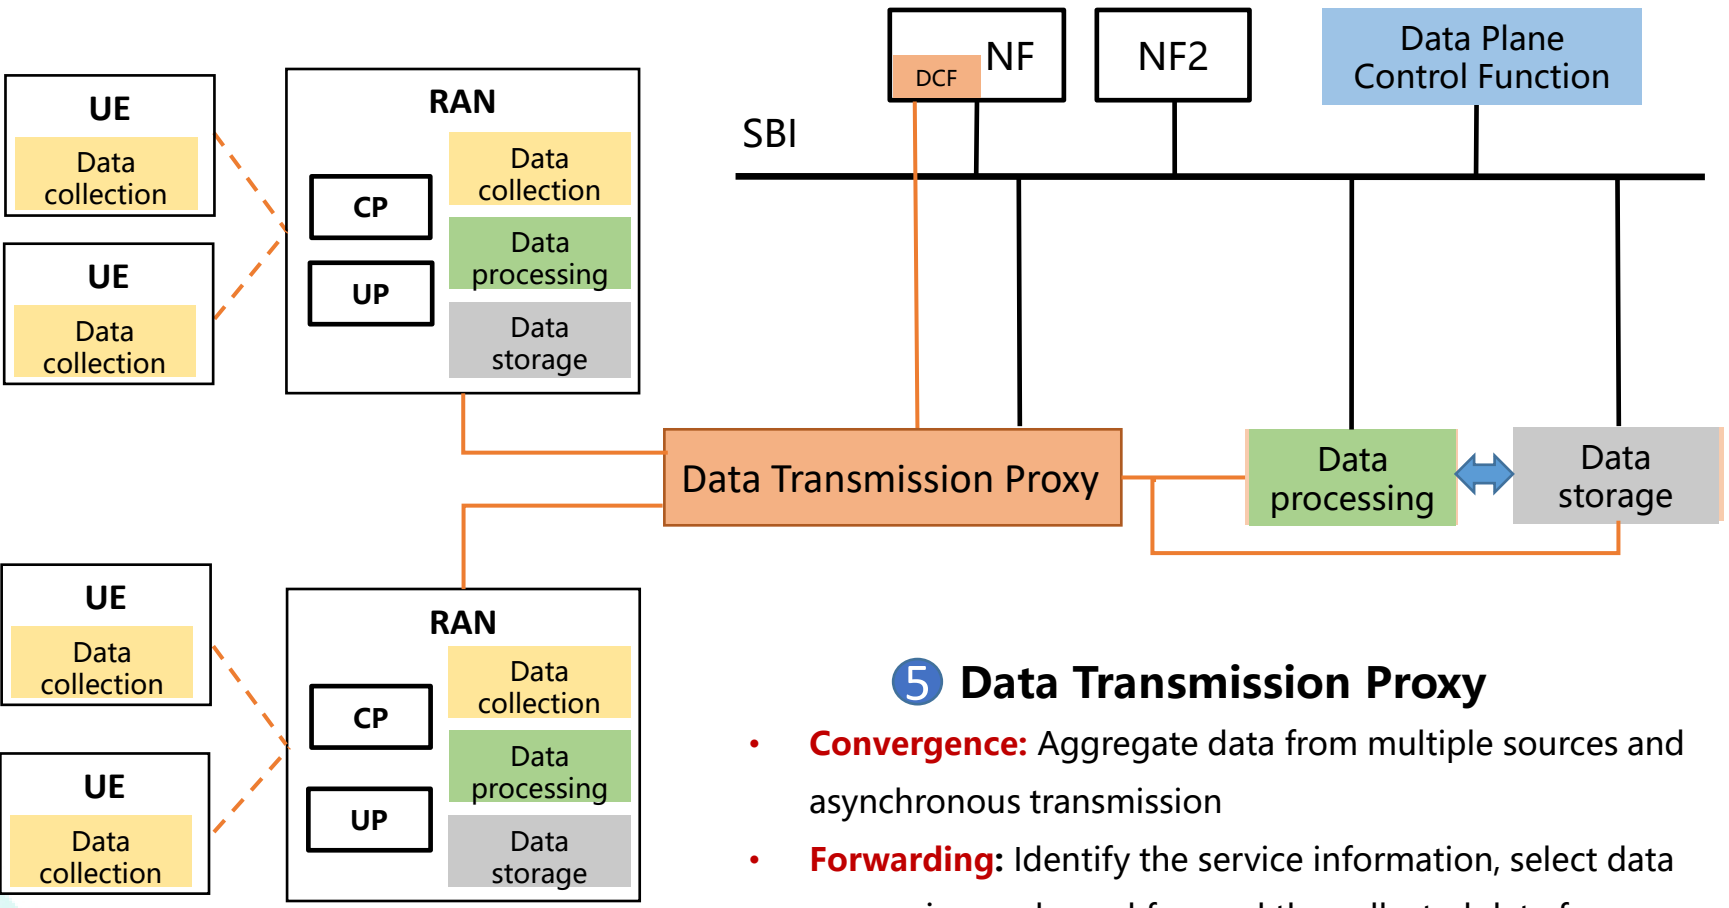 UE
Data
collection
UE
Data
collection
RAN
CP
UP
Data
collection
Data
processing
Data
storage
NF
DCF
NF2
Data Plane
Control Function
SBI
Data Transmission Proxy
Data
processing
Data
storage
UE
Data
collection
UE
Data
collection
RAN
CP
UP
Data
collection
Data
processing
Data
storage
5 Data Transmission Proxy
• Convergence: Aggregate data from multiple sources and
asynchronous transmission
• Forwarding: Identify the service information, select data